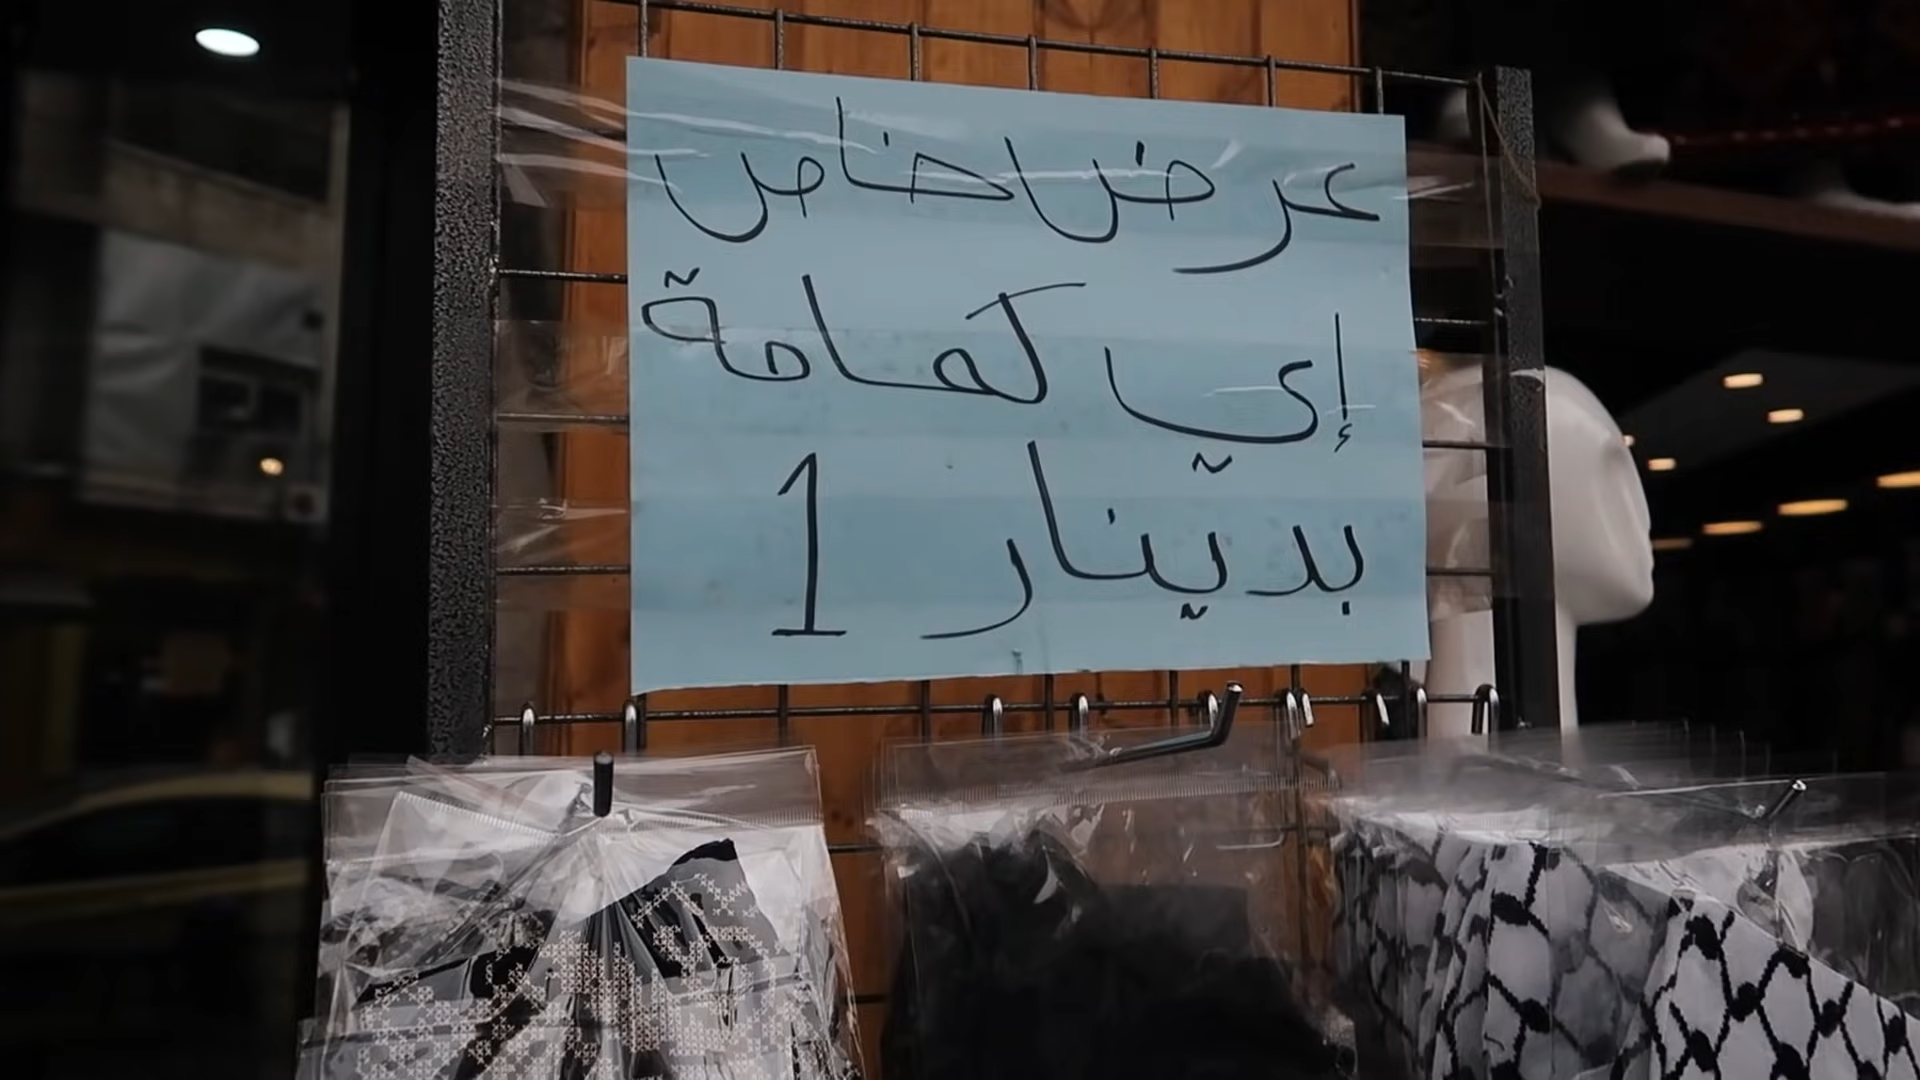 عرض خاص
إي كمامة
بدينار 1